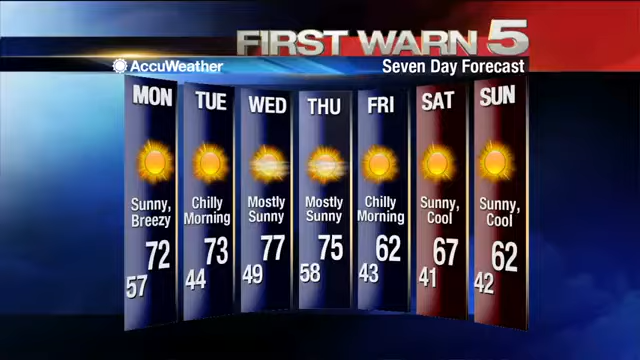 FIRST WARN 5
AccuWeather
Seven Day Forecast
MON
Sunny,
Breezy
72
57
TUE
Chilly
Morning
73
44
WED
Mostly
Sunny
77
49
THU
Mostly
Sunny
75
58
FRI
Chilly
Morning
62
43
SAT
Sunny,
Cool
67
41
SUN
Sunny,
Cool
62
42